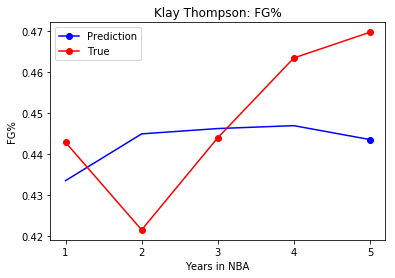 Klay Thompson: FG%
Prediction
True
FG%
0.47
0.46
0.45
0.44
0.43
0.42
1 2 3 4 5
Years in NBA